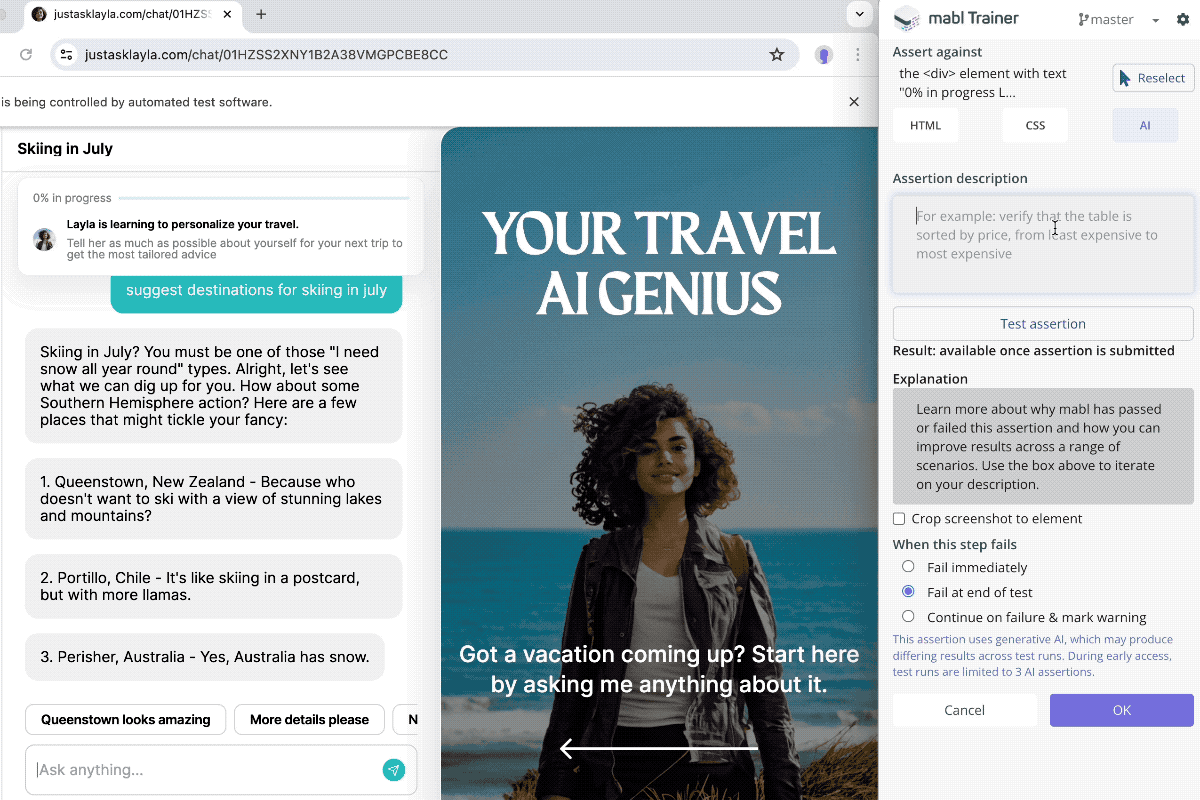 justasklayla.com/chat/01HZS
justasklayla.com/chat/01HZSS2XNY1B2A38VMGPCBE8CC
is being controlled by automated test software.
Skiing in July
0% in progress
Layla is learning to personalize your travel.
Tell her as much as possible about yourself for your next trip to
get the most tailored advice
suggest destinations for skiing in july
Skiing in July? You must be one of those "I need
snow all year round" types. Alright, let's see
what we can dig up for you. How about some
Southern Hemisphere action? Here are a few
places that might tickle your fancy:
1. Queenstown, New Zealand - Because who
doesn't want to ski with a view of stunning lakes
and mountains?
2. Portillo, Chile - It's like skiing in a postcard,
but with more llamas.
3. Perisher, Australia - Yes, Australia has snow.
Queenstown looks amazing
More details please
N
Ask anything...
YOUR TRAVEL
AI GENIUS
Got a vacation coming up? Start here
by asking me anything about it.
mabl Trainer
master
Assert against
the <div> element with text
"0% in progress L...
Reselect
HTML
CSS
AI
Assertion description
For example: verify that the table is
sorted by price, from least expensive to
most expensive
Test assertion
Result: available once assertion is submitted
Explanation
Learn more about why mabl has passed
or failed this assertion and how you can
improve results across a range of
scenarios. Use the box above to iterate
on your description.
Crop screenshot to element
When this step fails
Fail immediately
Fail at end of test
Continue on failure & mark warning
This assertion uses generative AI, which may produce
differing results across test runs. During early access,
test runs are limited to 3 AI assertions.
Cancel
OK